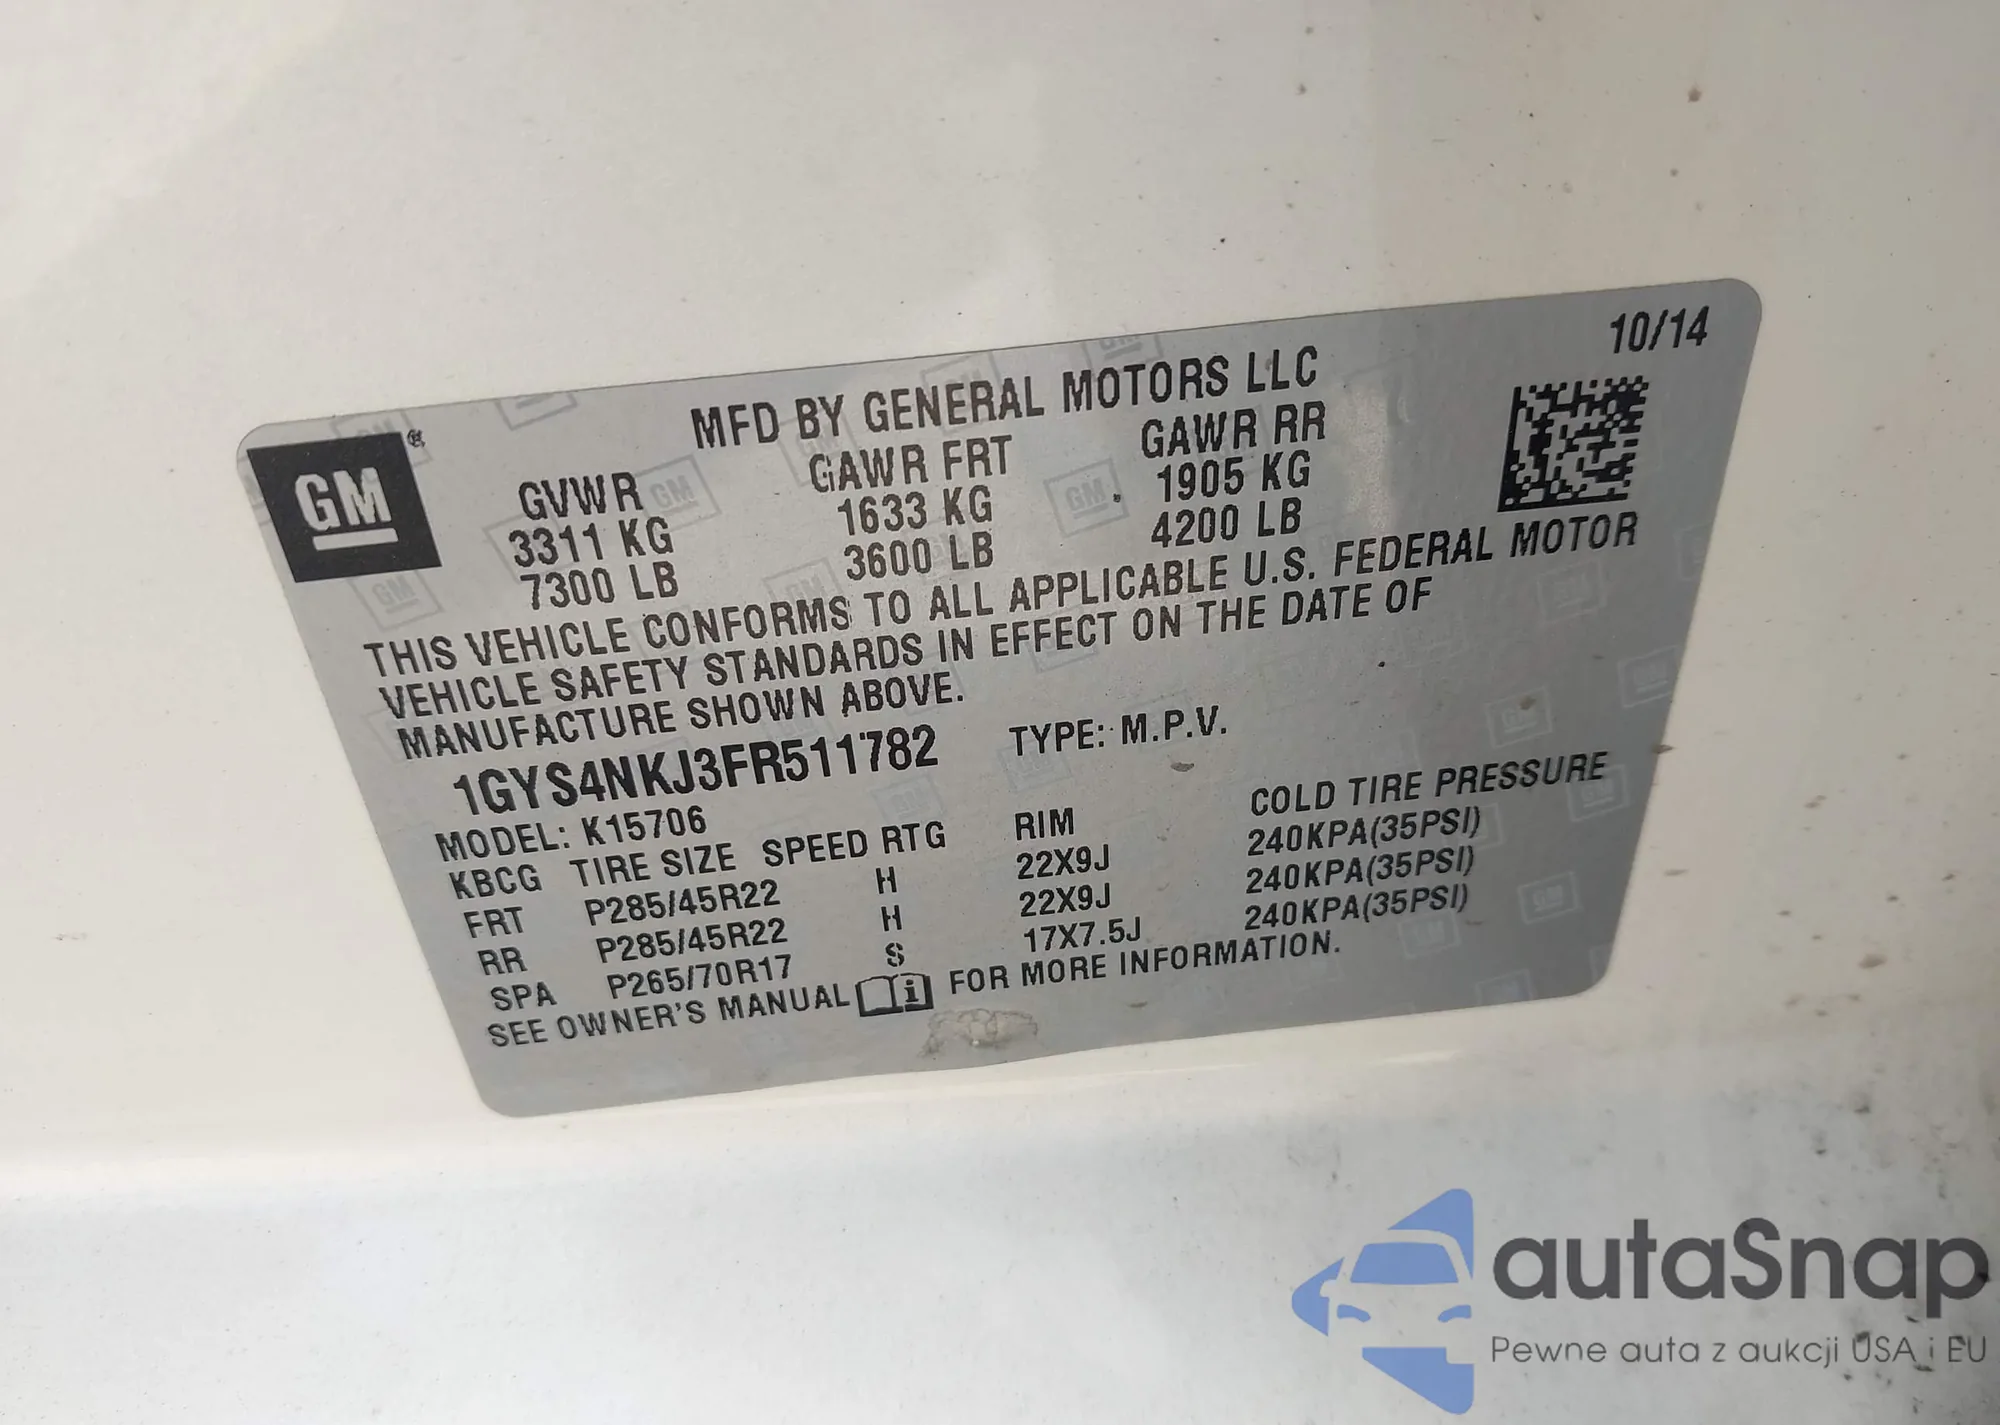 10/14
MFD BY GENERAL MOTORS LLC
GM®
GVWR GAWR FRT GAWR RR
3311 KG 1633 KG 1905 KG
7300 LB 3600 LB 4200 LB
THIS VEHICLE CONFORMS TO ALL APPLICABLE U.S. FEDERAL MOTOR
VEHICLE SAFETY STANDARDS IN EFFECT ON THE DATE OF
MANUFACTURE SHOWN ABOVE.
1GYS4NKJ3FR511782 TYPE: M.P.V.
MODEL: K15706
KBCG TIRE SIZE SPEED RTG RIM COLD TIRE PRESSURE
FRT P285/45R22 H 22X9J 240KPA(35PSI)
RR P285/45R22 H 22X9J 240KPA(35PSI)
SPA P265/70R17 S 17X7.5J 240KPA(35PSI)
SEE OWNER'S MANUAL i FOR MORE INFORMATION.
autaSnap
Pewne auta z aukcji USA i EU